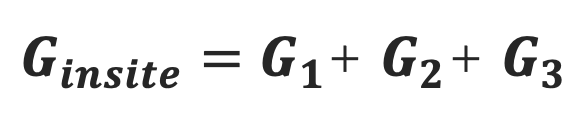 G_insite = G_1 + G_2 + G_3